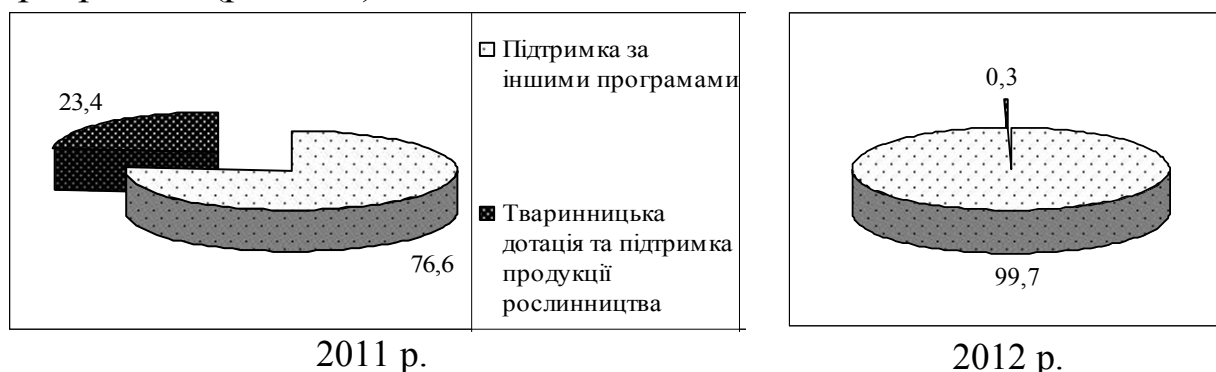 23,4
76,6
Підтримка за
іншими програмами
Тваринницька
дотація та підтримка
продукції
рослинництва
0,3
99,7
2011 р.
2012 р.